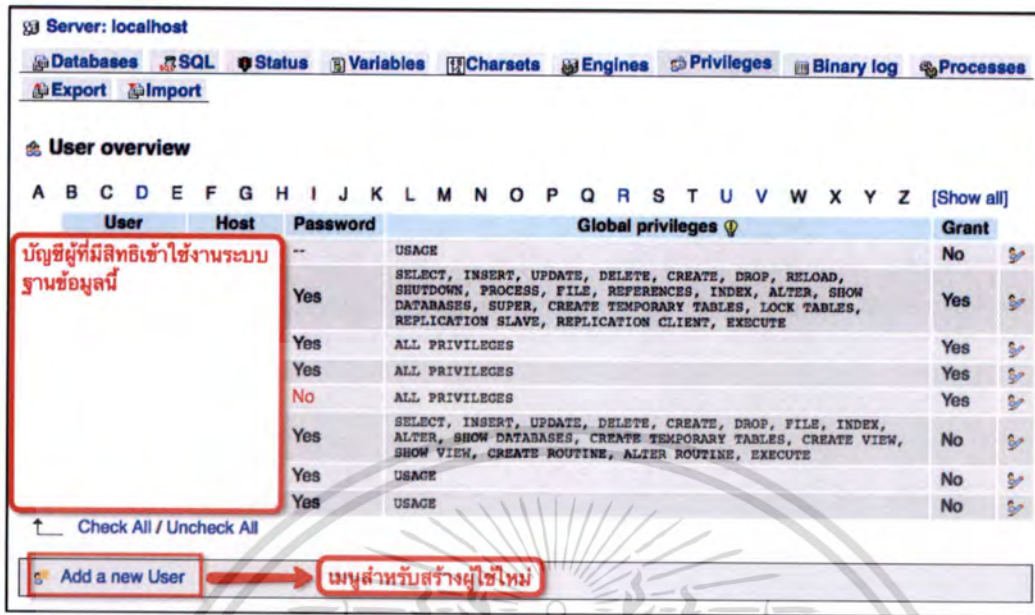 Server: localhost
Databases SQL Status Variables Charsets Engines Privileges Binary log Processes
Export Import
User overview
A B C D E F G H I J K L M N O P Q R S T U V W X Y Z [Show all]
User Host Password Global privileges Grant
บัญชีผู้ที่มีสิทธิเข้าใช้งานระบบ
ฐานข้อมูลนี้
-- USAGE No
Yes SELECT, INSERT, UPDATE, DELETE, CREATE, DROP, RELOAD,
SHUTDOWN, PROCESS, FILE, REFERENCES, INDEX, ALTER, SHOW
DATABASES, SUPER, CREATE TEMPORARY TABLES, LOCK TABLES,
REPLICATION SLAVE, REPLICATION CLIENT, EXECUTE Yes
Yes ALL PRIVILEGES Yes
Yes ALL PRIVILEGES Yes
No ALL PRIVILEGES Yes
Yes SELECT, INSERT, UPDATE, DELETE, CREATE, DROP, FILE, INDEX,
ALTER, SHOW DATABASES, CREATE TEMPORARY TABLES, CREATE VIEW,
SHOW VIEW, CREATE ROUTINE, ALTER ROUTINE, EXECUTE No
Yes USAGE No
Yes USAGE No
Check All / Uncheck All
Add a new User เมนูสำหรับสร้างผู้ใช้ใหม่